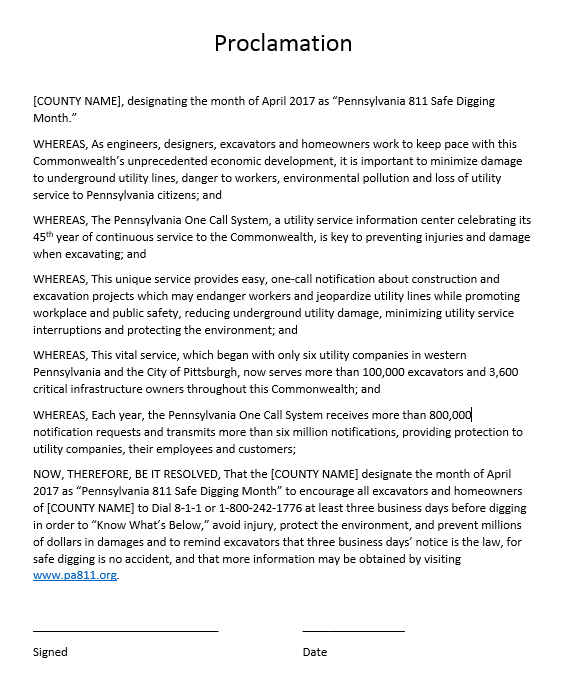 Proclamation
[COUNTY NAME], designating the month of April 2017 as “Pennsylvania 811 Safe Digging
Month.”
WHEREAS, As engineers, designers, excavators and homeowners work to keep pace with this
Commonwealth’s unprecedented economic development, it is important to minimize damage
to underground utility lines, danger to workers, environmental pollution and loss of utility
service to Pennsylvania citizens; and
WHEREAS, The Pennsylvania One Call System, a utility service information center celebrating its
45th year of continuous service to the Commonwealth, is key to preventing injuries and damage
when excavating; and
WHEREAS, This unique service provides easy, one-call notification about construction and
excavation projects which may endanger workers and jeopardize utility lines while promoting
workplace and public safety, reducing underground utility damage, minimizing utility service
interruptions and protecting the environment; and
WHEREAS, This vital service, which began with only six utility companies in western
Pennsylvania and the City of Pittsburgh, now serves more than 100,000 excavators and 3,600
critical infrastructure owners throughout this Commonwealth; and
WHEREAS, Each year, the Pennsylvania One Call System receives more than 800,000
notification requests and transmits more than six million notifications, providing protection to
utility companies, their employees and customers;
NOW, THEREFORE, BE IT RESOLVED, That the [COUNTY NAME] designate the month of April
2017 as “Pennsylvania 811 Safe Digging Month” to encourage all excavators and homeowners
of [COUNTY NAME] to Dial 8-1-1 or 1-800-242-1776 at least three business days before digging
in order to “Know What’s Below,” avoid injury, protect the environment, and prevent millions
of dollars in damages and to remind excavators that three business days’ notice is the law, for
safe digging is no accident, and that more information may be obtained by visiting
www.pa811.org.
Signed Date